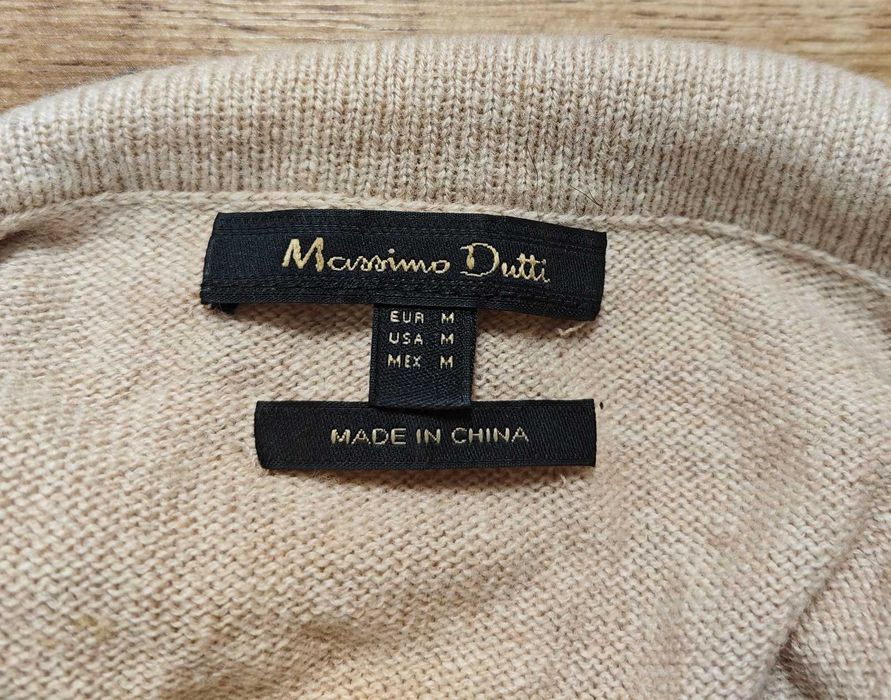 Massimo Dutti
EUR M
USA M
MEX M
MADE IN CHINA